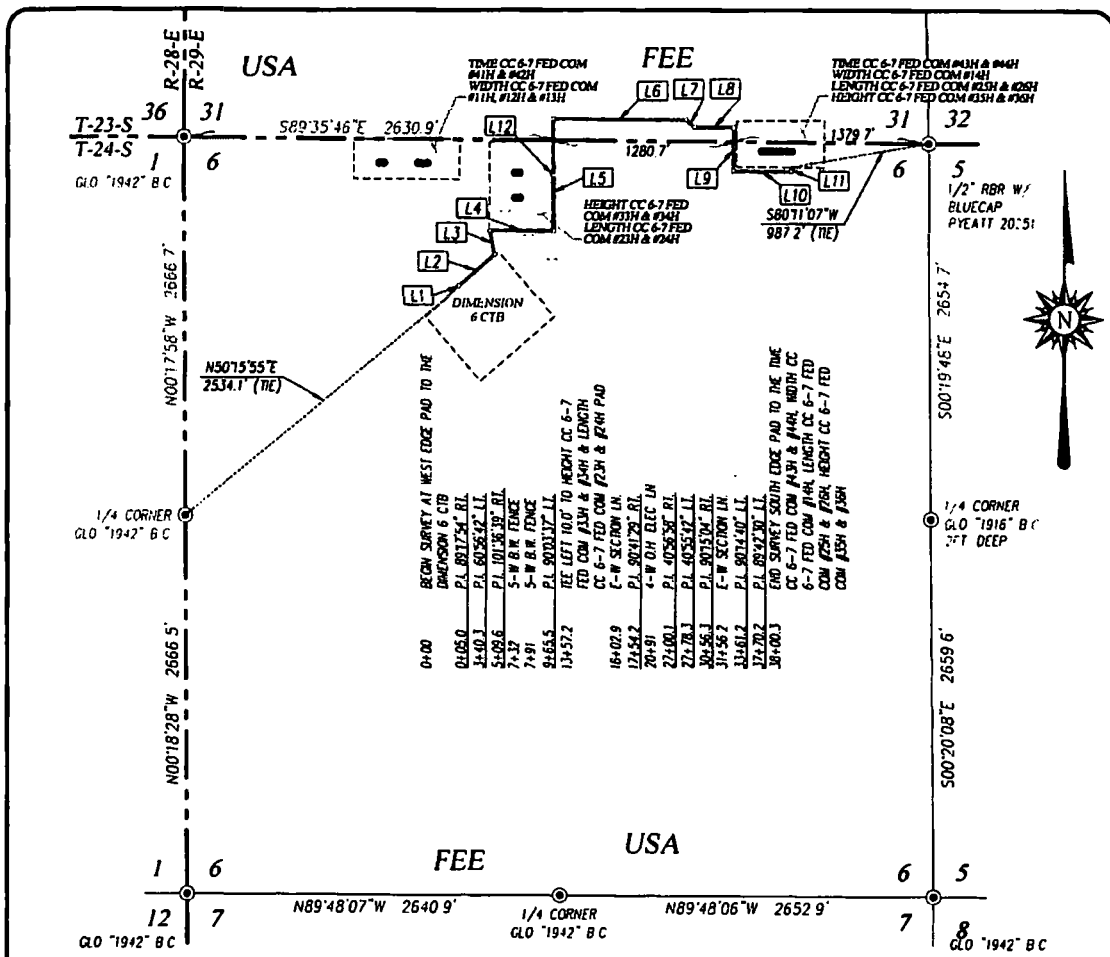 R-28-E
R-29-E
USA
FEE
TIME CC 6-7 FED COM
#41H & #42H
WIDTH CC 6-7 FED COM
#11H, #12H & #13H
TIME CC 6-7 FED COM #43H & #44H
WIDTH CC 6-7 FED COM #14H
LENGTH CC 6-7 FED COM #25H & #26H
HEIGHT CC 6-7 FED COM #35H & #36H
36
31
T-23-S
T-24-S
1
6
GLO "1942" B C
S89°35'46"E 2630.9'
L12
L6
L7
L8
1280.7'
1379.7'
31
32
6
5
L5
L9
L10
L11
1/2" RBR W/
BLUECAP
PYEATT
S80°11'07"W
987.2' (TIE)
L4
L3
L2
L1
HEIGHT CC 6-7 FED
COM #33H & #34H
LENGTH CC 6-7 FED
COM #23H & #24H
DIMENSION
6 CTB
N00°17'58"W 2666.7'
S00°19'46"E 2654.7'
N
N50°15'55"E
2534.1' (TIE)
1/4 CORNER
GLO "1942" B C
1/4 CORNER
GLO "1916" B C
2FT DEEP
0+00 BEGIN SURVEY AT WEST EDGE PAD TO THE
DIMENSION 6 CTB
0+05.0 P.I. 89°17'54" RT.
3+40.3 P.I. 60°56'42" LT.
5+09.6 P.I. 101°36'39" RT.
7+32 5-W B.W. FENCE
7+91 5-W B.W. FENCE
9+65.5 P.I. 90°03'37" LT.
13+57.2 TEE LEFT 10.0' TO HEIGHT CC 6-7
FED COM #33H & #34H & LENGTH
CC 6-7 FED COM #23H & #24H PAD
16+02.9 E-W SECTION LN.
17+54.2 P.I. 90°41'29" RT.
20+91 4-W O.H. ELEC LN
22+00.1 P.I. 40°56'58" RT.
22+78.3 P.I. 40°55'42" LT.
30+56.3 P.I. 90°15'04" RT.
31+56.2 E-W SECTION LN.
33+61.2 P.I. 90°14'40" LT.
37+70.2 P.I. 89°42'30" LT.
38+00.3 END SURVEY SOUTH EDGE PAD TO THE TIME
CC 6-7 FED COM #43H & #44H, WIDTH CC
6-7 FED COM #14H, LENGTH CC 6-7 FED
COM #25H & #26H, HEIGHT CC 6-7 FED
COM #35H & #36H
N00°18'28"W 2666.5'
S00°20'08"E 2659.6'
FEE
USA
1
6
12
7
GLO "1942" B C
N89°48'07"W 2640.9'
1/4 CORNER
GLO "1942" B C
N89°48'06"W 2652.9'
6
5
7
8
GLO "1942" B C